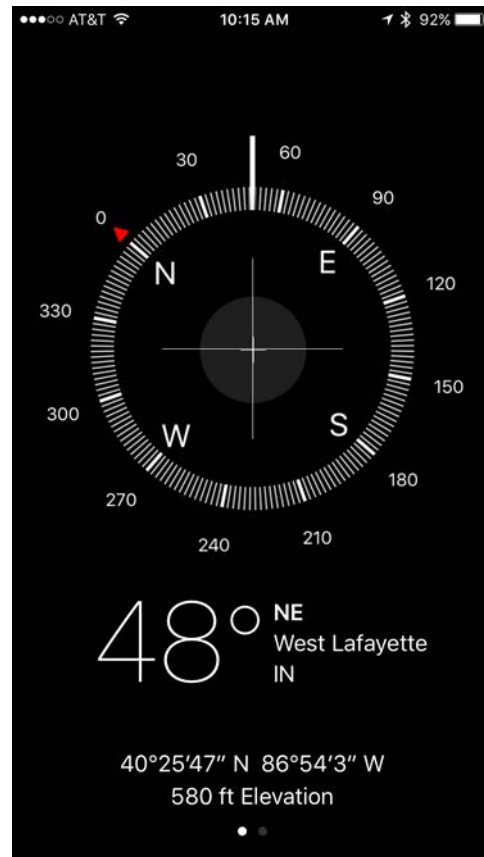 AT&T 10:15 AM 92%
30 60
0 90
N E
330 120
300 150
W S
270 180
240 210
48° NE
West Lafayette
IN
40°25′47″ N 86°54′3″ W
580 ft Elevation